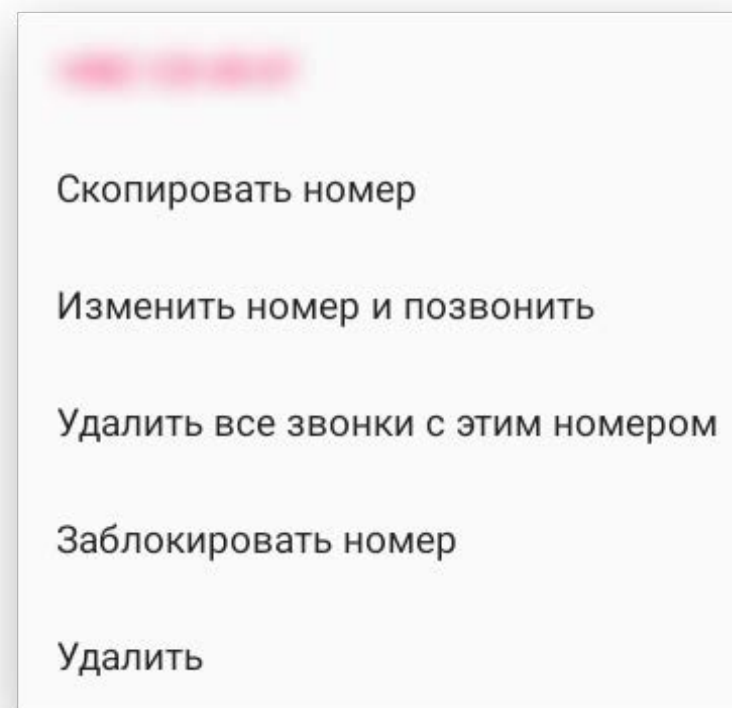 Скопировать номер
Изменить номер и позвонить
Удалить все звонки с этим номером
Заблокировать номер
Удалить